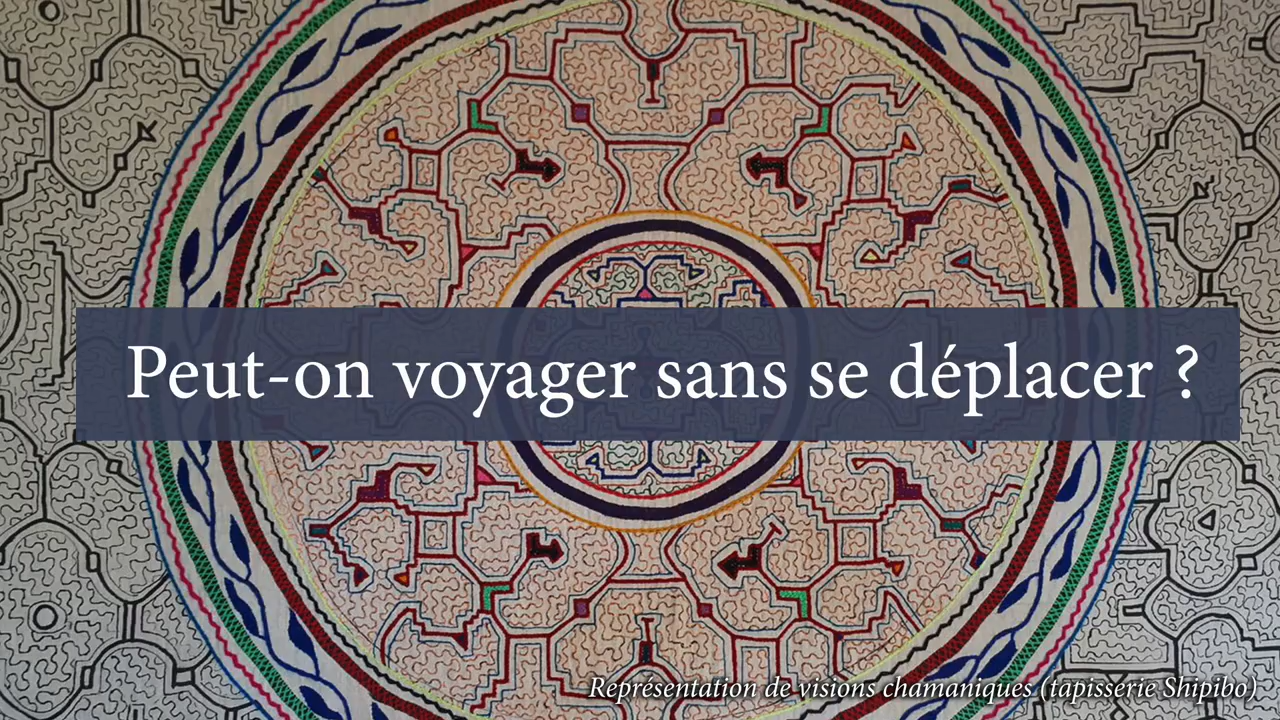 Peut-on voyager sans se déplacer ?
Représentation de visions chamaniques (tapisserie Shipibo)